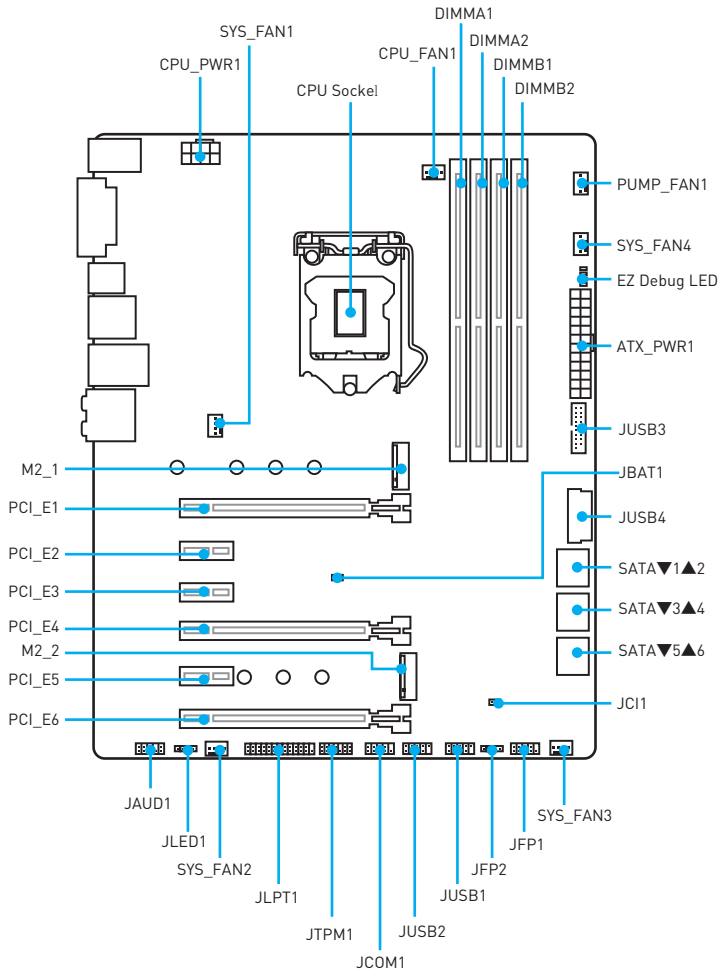 DIMMA1
SYS_FAN1
DIMMA2
CPU_FAN1
CPU_PWR1
DIMMB1
DIMMB2
CPU Socket
PUMP_FAN1
SYS_FAN4
EZ Debug LED
ATX_PWR1
JUSB3
M2_1
JBAT1
PCI_E1
JUSB4
PCI_E2
SATA▼1▲2
PCI_E3
SATA▼3▲4
PCI_E4
M2_2
SATA▼5▲6
PCI_E5
JCI1
PCI_E6
JAUD1
SYS_FAN3
JLED1
JFP1
SYS_FAN2
JFP2
JLPT1
JUSB1
JTPM1
JUSB2
JCOM1